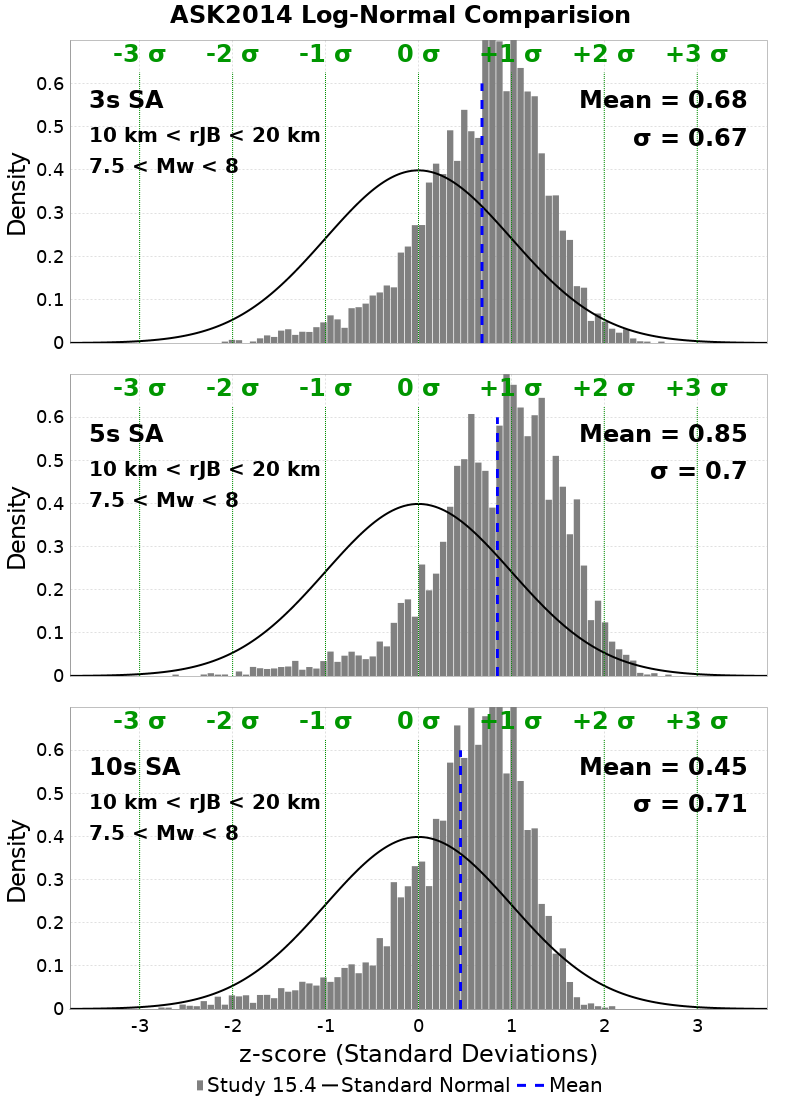 ASK2014 Log-Normal Comparision
-3 σ -2 σ -1 σ 0 σ +1 σ +2 σ +3 σ
3s SA
Mean = 0.68
10 km < rJB < 20 km
σ = 0.67
7.5 < Mw < 8
Density
0.6
0.5
0.4
0.3
0.2
0.1
0
-3 σ -2 σ -1 σ 0 σ +1 σ +2 σ +3 σ
5s SA
Mean = 0.85
10 km < rJB < 20 km
σ = 0.7
7.5 < Mw < 8
Density
0.6
0.5
0.4
0.3
0.2
0.1
0
-3 σ -2 σ -1 σ 0 σ +1 σ +2 σ +3 σ
10s SA
Mean = 0.45
10 km < rJB < 20 km
σ = 0.71
7.5 < Mw < 8
Density
0.6
0.5
0.4
0.3
0.2
0.1
0
-3 -2 -1 0 1 2 3
z-score (Standard Deviations)
Study 15.4 Standard Normal Mean